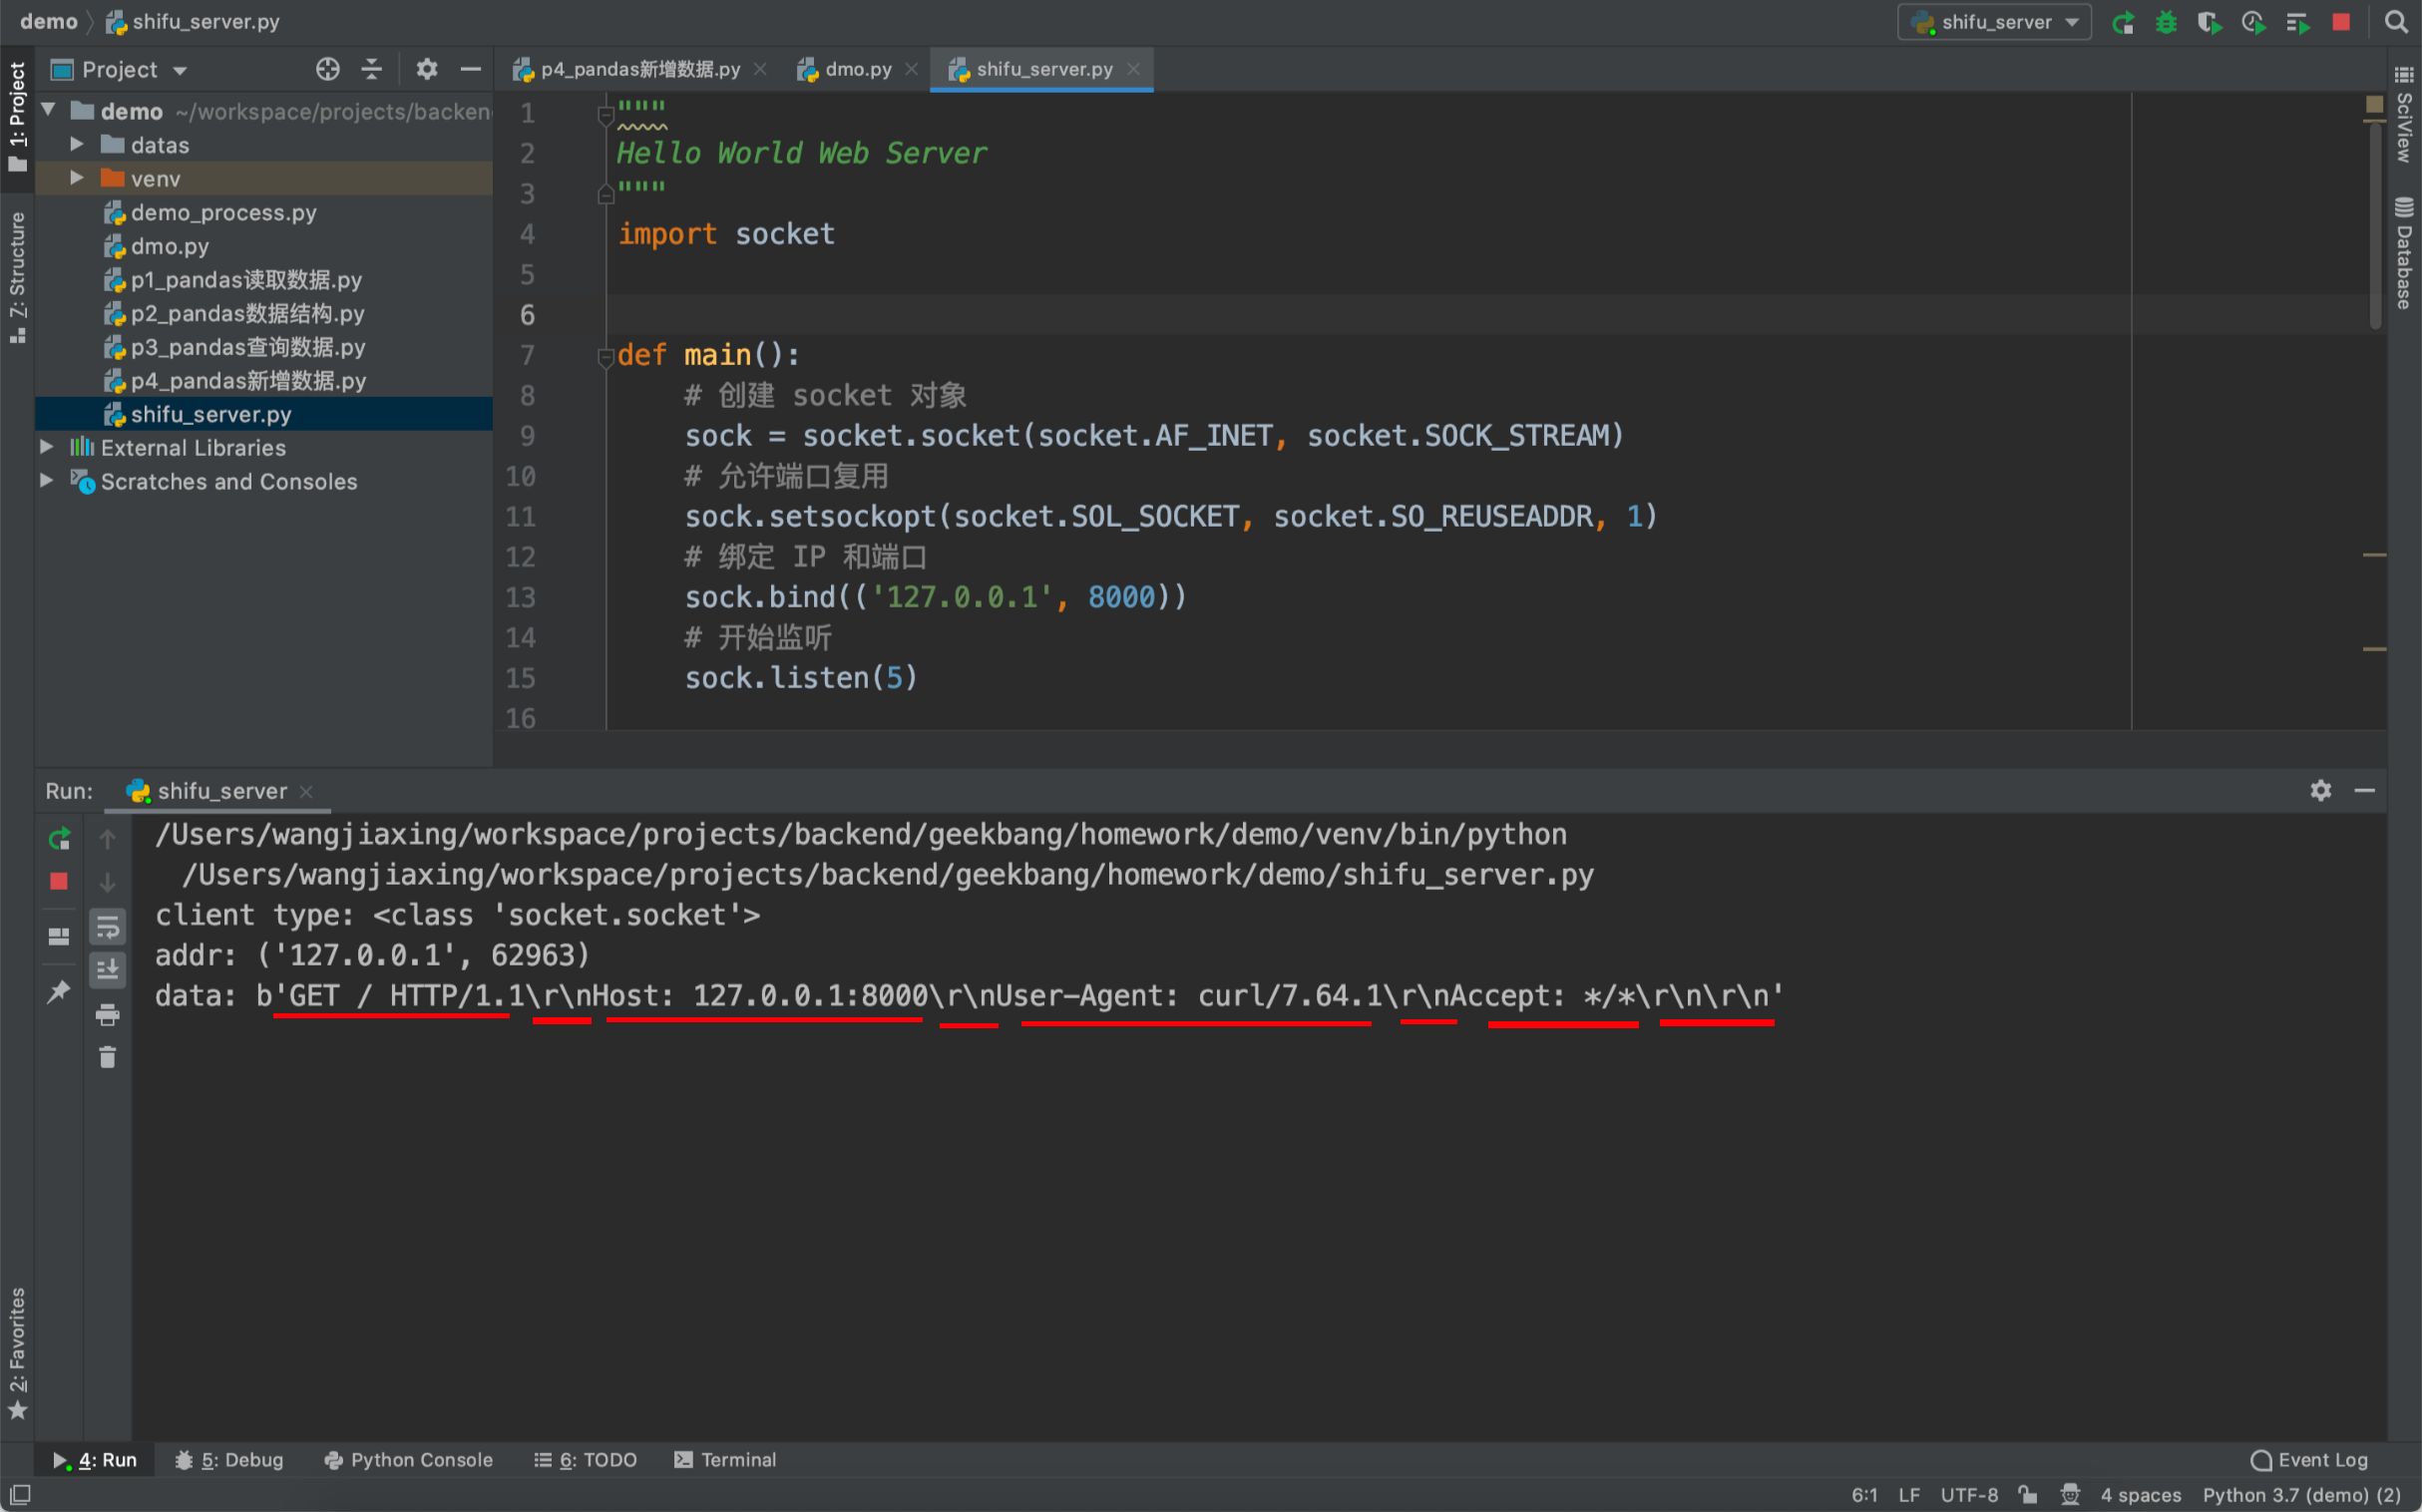 demo shifu_server.py
shifu_server
Project
p4_pandas新增数据.py
dmo.py
shifu_server.py
1: Project
7: Structure
2: Favorites
SciView
Database
demo ~/workspace/projects/backen
datas
venv
demo_process.py
dmo.py
p1_pandas读取数据.py
p2_pandas数据结构.py
p3_pandas查询数据.py
p4_pandas新增数据.py
shifu_server.py
External Libraries
Scratches and Consoles
1 """
2 Hello World Web Server
3 """
4 import socket
5
6
7 def main():
8 # 创建 socket 对象
9 sock = socket.socket(socket.AF_INET, socket.SOCK_STREAM)
10 # 允许端口复用
11 sock.setsockopt(socket.SOL_SOCKET, socket.SO_REUSEADDR, 1)
12 # 绑定 IP 和端口
13 sock.bind(('127.0.0.1', 8000))
14 # 开始监听
15 sock.listen(5)
16
Run: shifu_server
/Users/wangjiaxing/workspace/projects/backend/geekbang/homework/demo/venv/bin/python
/Users/wangjiaxing/workspace/projects/backend/geekbang/homework/demo/shifu_server.py
client type: <class 'socket.socket'>
addr: ('127.0.0.1', 62963)
data: b'GET / HTTP/1.1\r\nHost: 127.0.0.1:8000\r\nUser-Agent: curl/7.64.1\r\nAccept: */*\r\n\r\n'
4: Run
5: Debug
Python Console
6: TODO
Terminal
Event Log
6:1 LF UTF-8 4 spaces Python 3.7 (demo) (2)